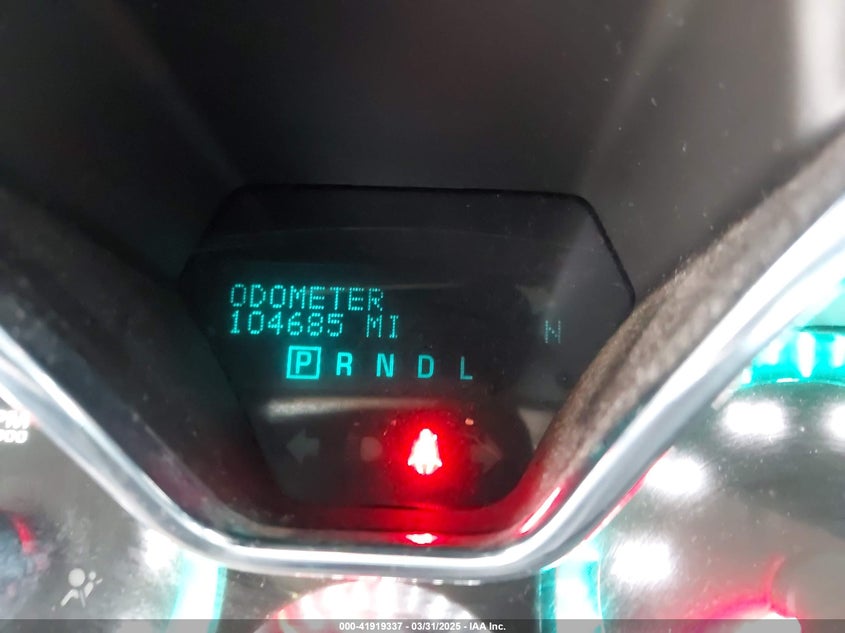 ODOMETER
104685 MI
N
P R N D L
000-41919337 - 03/31/2025 - IAA Inc.